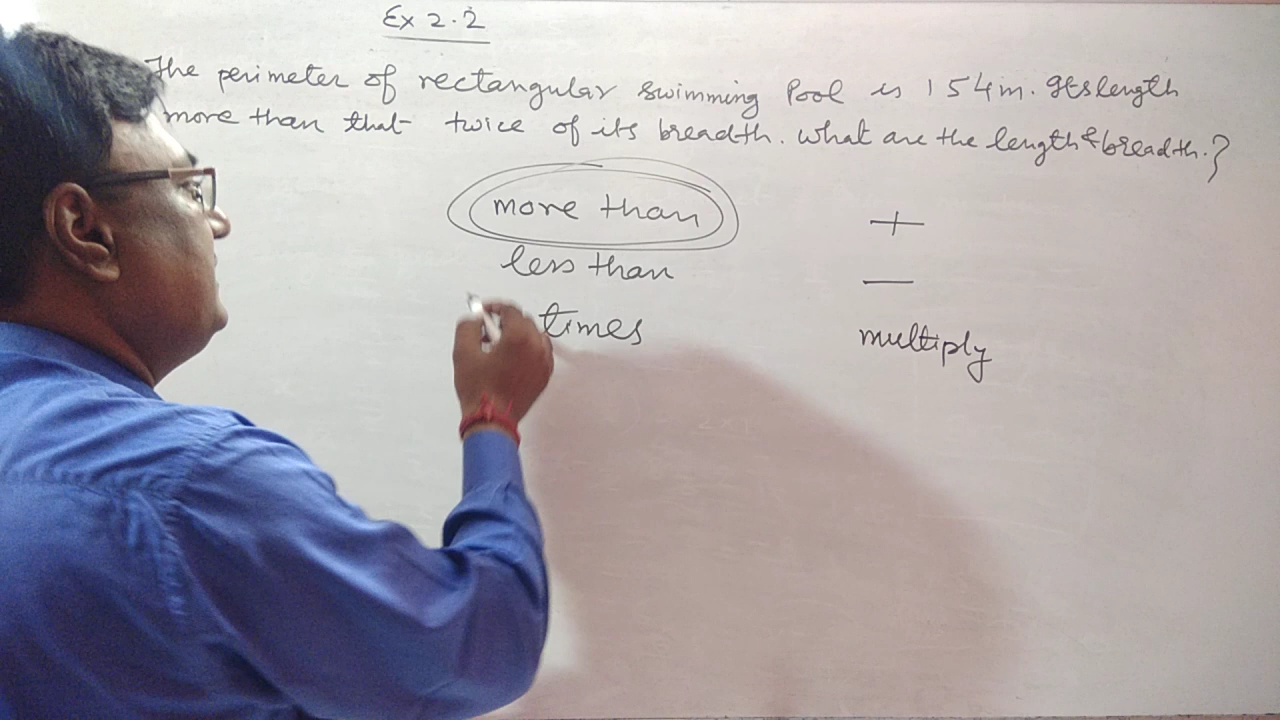 Ex 2.2
The perimeter of rectangular swimming Pool is 154m. Its length
more than that twice of its breadth. What are the length & breadth.?
more than +
less than —
times multiply